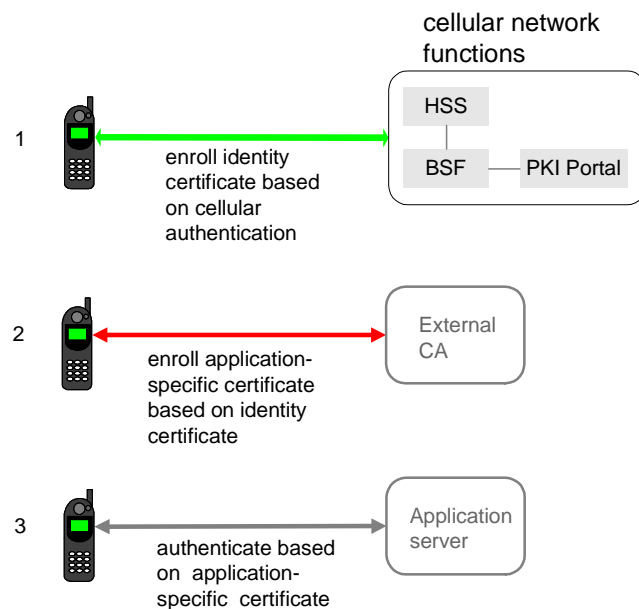 cellular network
functions
HSS
1
BSF
PKI Portal
enroll identity
certificate based
on cellular
authentication
2
External
CA
enroll application-
specific certificate
based on identity
certificate
3
Application
server
authenticate based
on application-
specific certificate